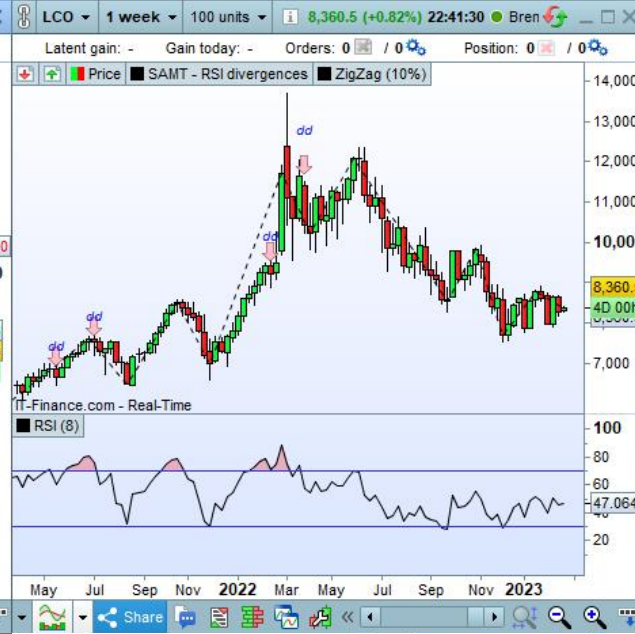 LCO 1 week 100 units i 8,360.5 (+0.82%) 22:41:30 Bren
Latent gain: - Gain today: - Orders: 0 / 0 Position: 0 / 0
Price SAMT - RSI divergences ZigZag (10%)
14,000
13,000
dd
12,000
11,000
dd
10,00
0
8,360.
4D 00h
dd dd
7,000
IT-Finance.com - Real-Time
RSI (8)
100
80
60
47.064
20
May Jul Sep Nov 2022 Mar May Jul Sep Nov 2023
Share